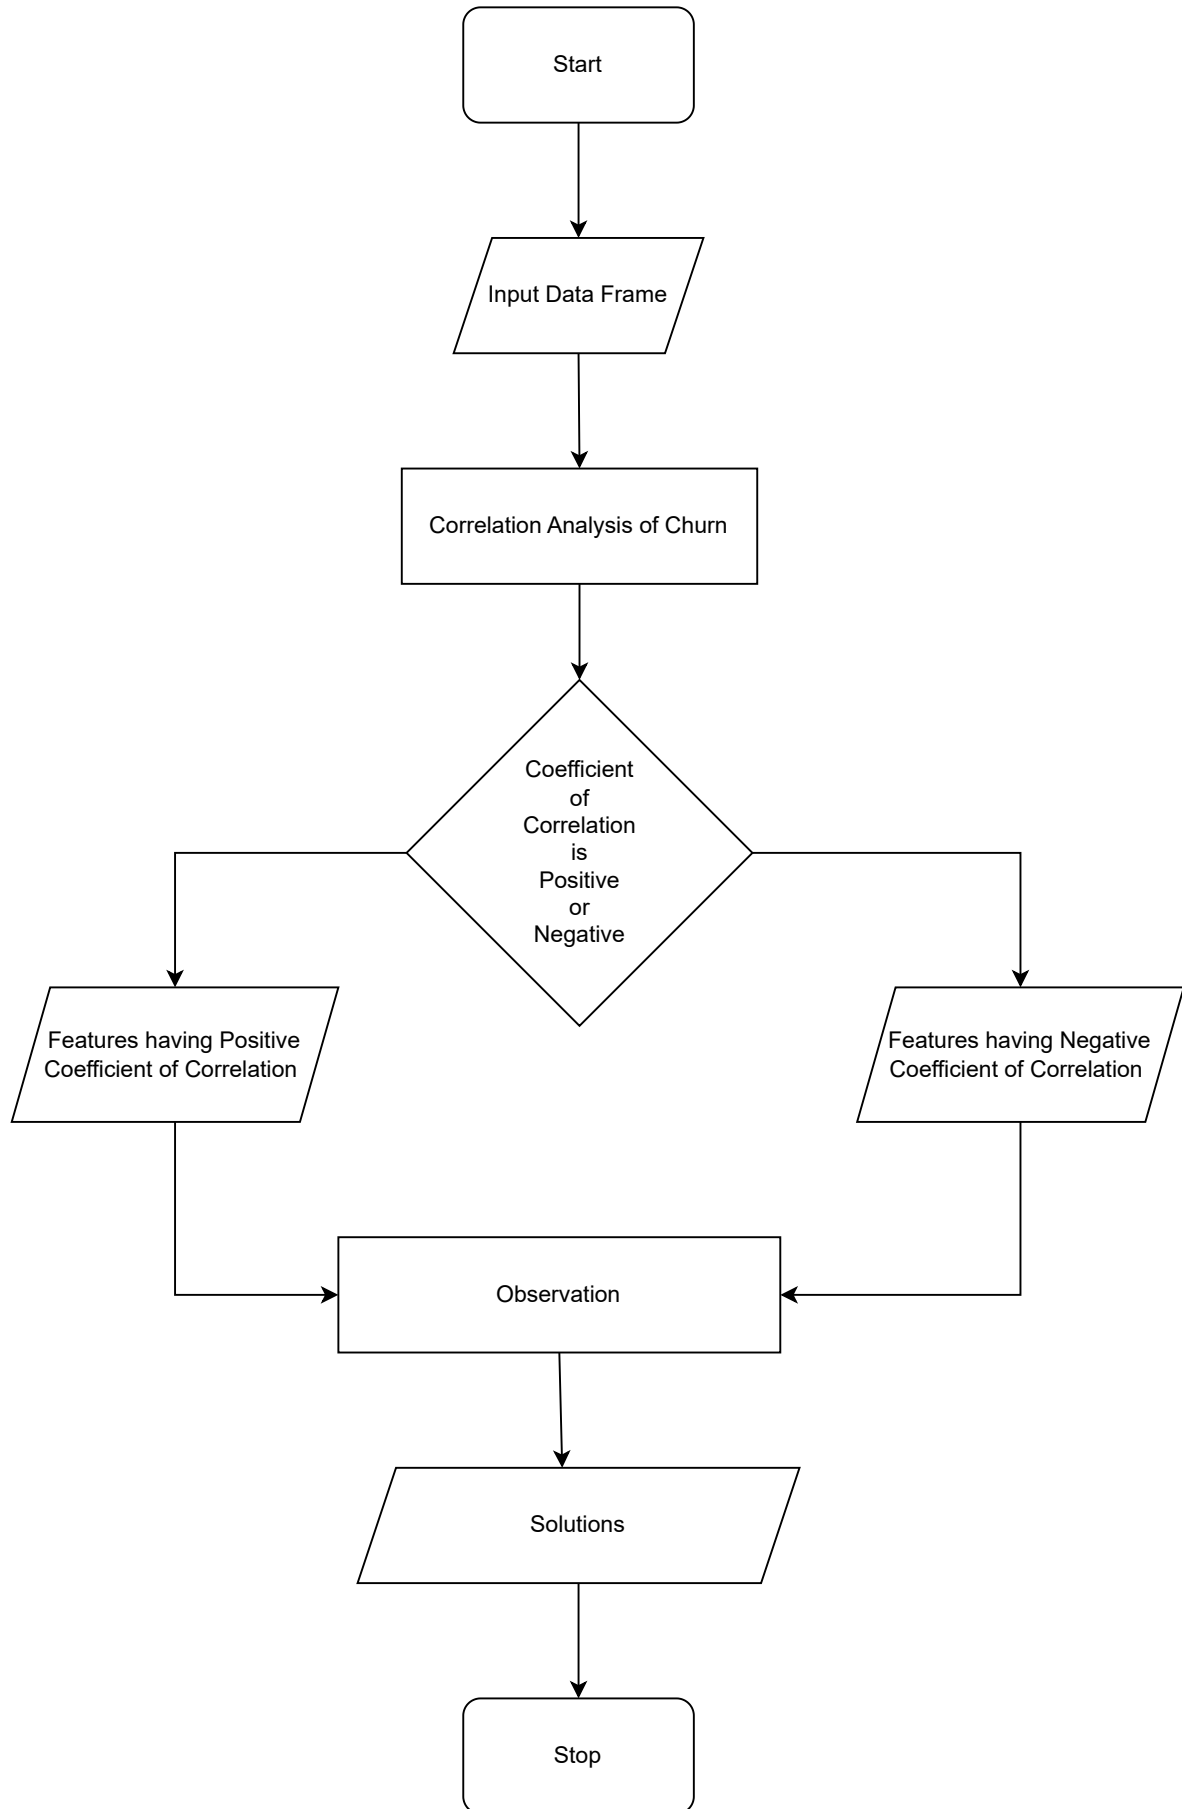 Start
Input Data Frame
Correlation Analysis of Churn
Coefficient
of
Correlation
is
Positive
or
Negative
Features having Positive
Coefficient of Correlation
Features having Negative
Coefficient of Correlation
Observation
Solutions
Stop